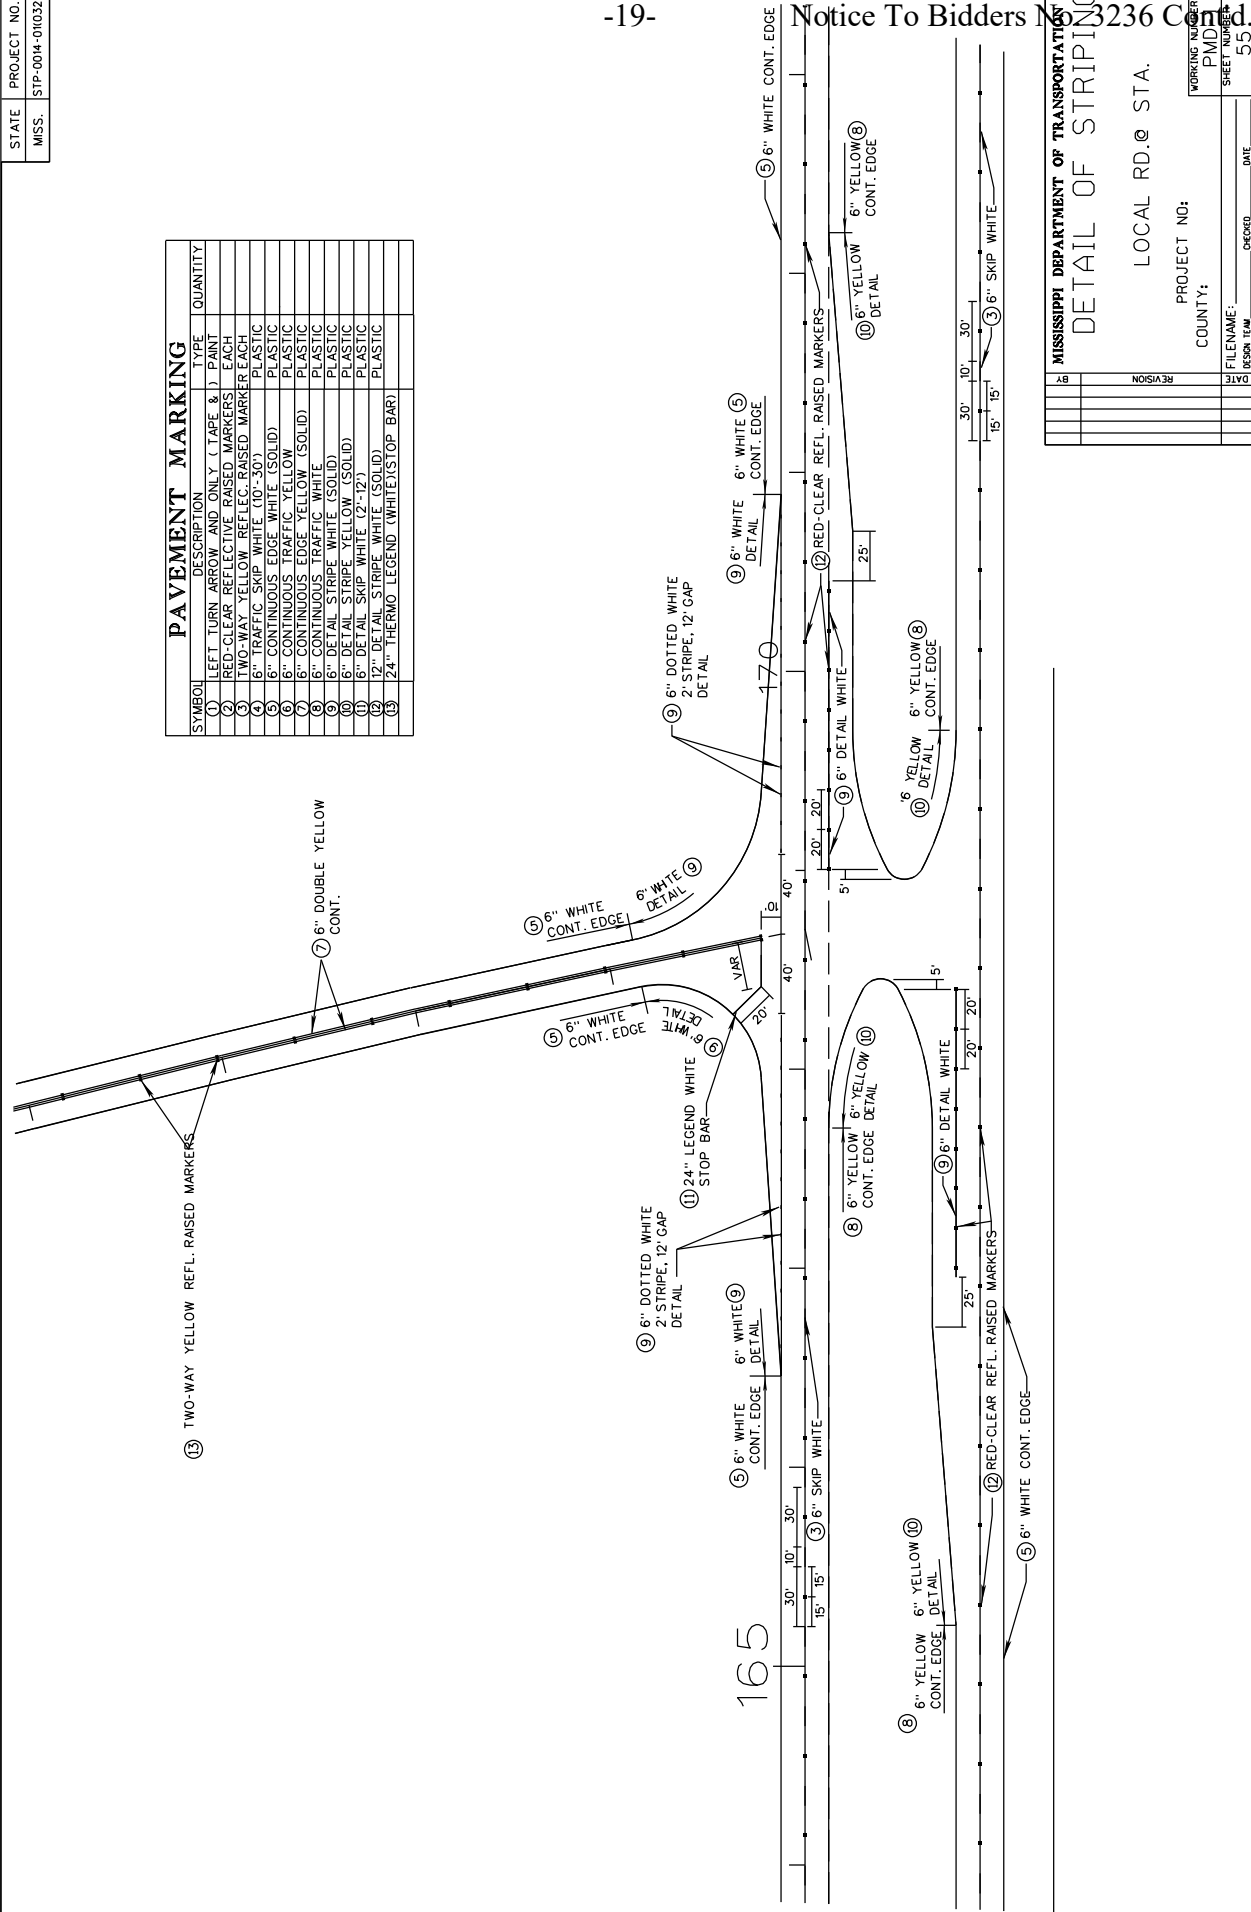 -19-
Notice To Bidders No. 3236 Cont'd.
STATE
PROJECT NO.
MISS.
STP-0014-01(032
PAVEMENT MARKING
SYMBOL DESCRIPTION TYPE QUANTITY
1 LEFT TURN ARROW AND ONLY ( TAPE & ) PAINT
2 RED-CLEAR REFLECTIVE RAISED MARKERS EACH
3 TWO-WAY YELLOW REFLEC. RAISED MARKER EACH
4 6" TRAFFIC SKIP WHITE (10'-30') PLASTIC
5 6" CONTINUOUS EDGE WHITE (SOLID) PLASTIC
6 6" CONTINUOUS TRAFFIC YELLOW PLASTIC
7 6" CONTINUOUS EDGE YELLOW (SOLID) PLASTIC
8 6" CONTINUOUS TRAFFIC WHITE PLASTIC
9 6" DETAIL STRIPE WHITE (SOLID) PLASTIC
10 6" DETAIL STRIPE YELLOW (SOLID) PLASTIC
11 6" DETAIL SKIP WHITE (2'-12') PLASTIC
12 12" DETAIL STRIPE WHITE (SOLID) PLASTIC
13 24" THERMO LEGEND (WHITE)(STOP BAR)
13 TWO-WAY YELLOW REFL. RAISED MARKERS
7 6" DOUBLE YELLOW
CONT.
5 6" WHITE
CONT. EDGE
6" WHITE 9
DETAIL
5 6" WHITE
CONT. EDGE
9 6" WHITE
DETAIL
11 24" LEGEND WHITE
STOP BAR
VAR
20'
10'
40'
40'
9 6" DOTTED WHITE
2' STRIPE, 12' GAP
DETAIL
9 6" DOTTED WHITE
2' STRIPE, 12' GAP
DETAIL
5 6" WHITE
CONT. EDGE
6" WHITE 9
DETAIL
9 6" WHITE
DETAIL
6" WHITE 5
CONT. EDGE
5 6" WHITE CONT. EDGE
165
170
30' 10' 30'
15' 15'
3 6" SKIP WHITE
8 6" YELLOW
CONT. EDGE
6" YELLOW 10
DETAIL
5'
20' 20'
9 6" DETAIL WHITE
12 RED-CLEAR REFL. RAISED MARKERS
25'
10 6" YELLOW
DETAIL
6" YELLOW 8
CONT. EDGE
10 '6 YELLOW
DETAIL
6" YELLOW 8
CONT. EDGE
5'
20' 20'
9 6" DETAIL WHITE
25'
12 RED-CLEAR REFL. RAISED MARKERS
8 6" YELLOW
CONT. EDGE
6" YELLOW 10
DETAIL
5 6" WHITE CONT. EDGE
30' 10' 30'
15' 15'
3 6" SKIP WHITE
MISSISSIPPI DEPARTMENT OF TRANSPORTATION
DETAIL OF STRIPING
LOCAL RD.@ STA.
PROJECT NO:
COUNTY:
WORKING NUMBER
PMD
SHEET NUMBER
55
FILENAME:
DESIGN TEAM CHECKED DATE
BY
REVISION
DATE